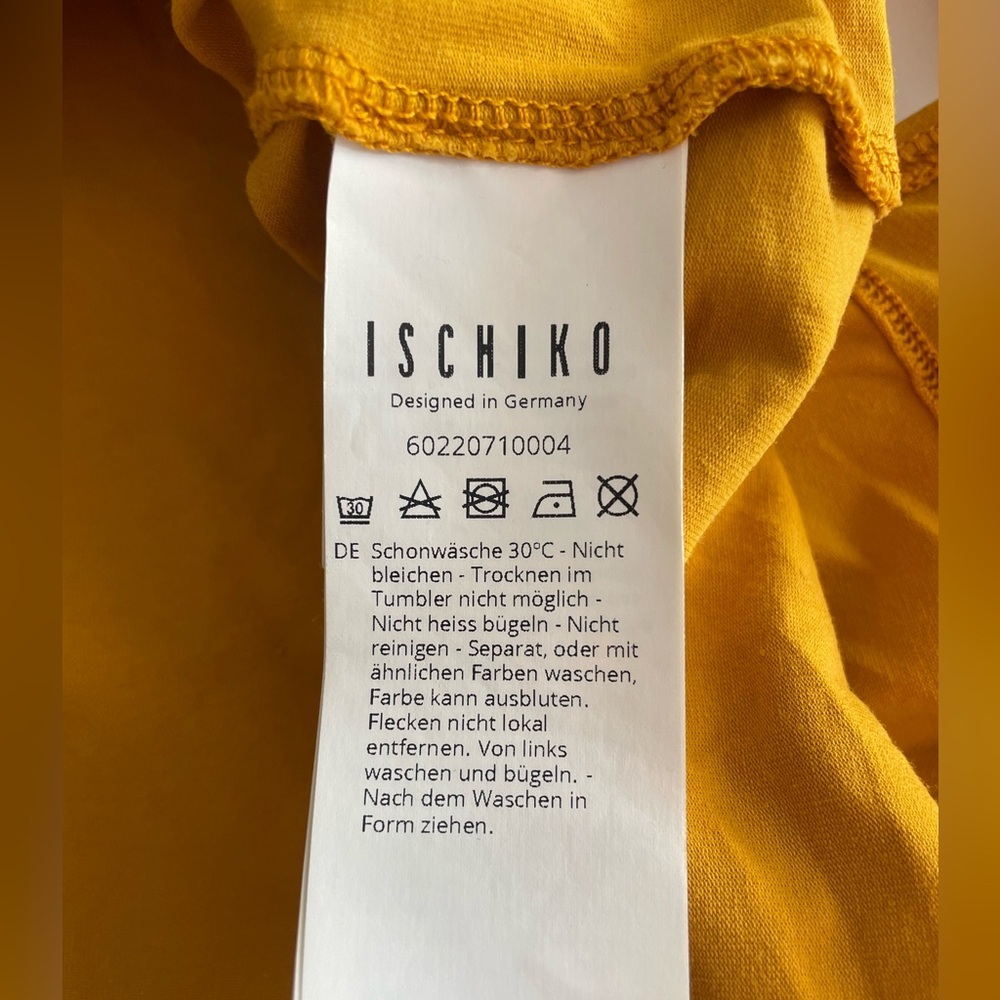 ISCHIKO
Designed in Germany
60220710004
30
DE Schonwäsche 30°C - Nicht
bleichen - Trocknen im
Tumbler nicht möglich -
Nicht heiss bügeln - Nicht
reinigen - Separat, oder mit
ähnlichen Farben waschen,
Farbe kann ausbluten.
Flecken nicht lokal
entfernen. Von links
waschen und bügeln. -
Nach dem Waschen in
Form ziehen.